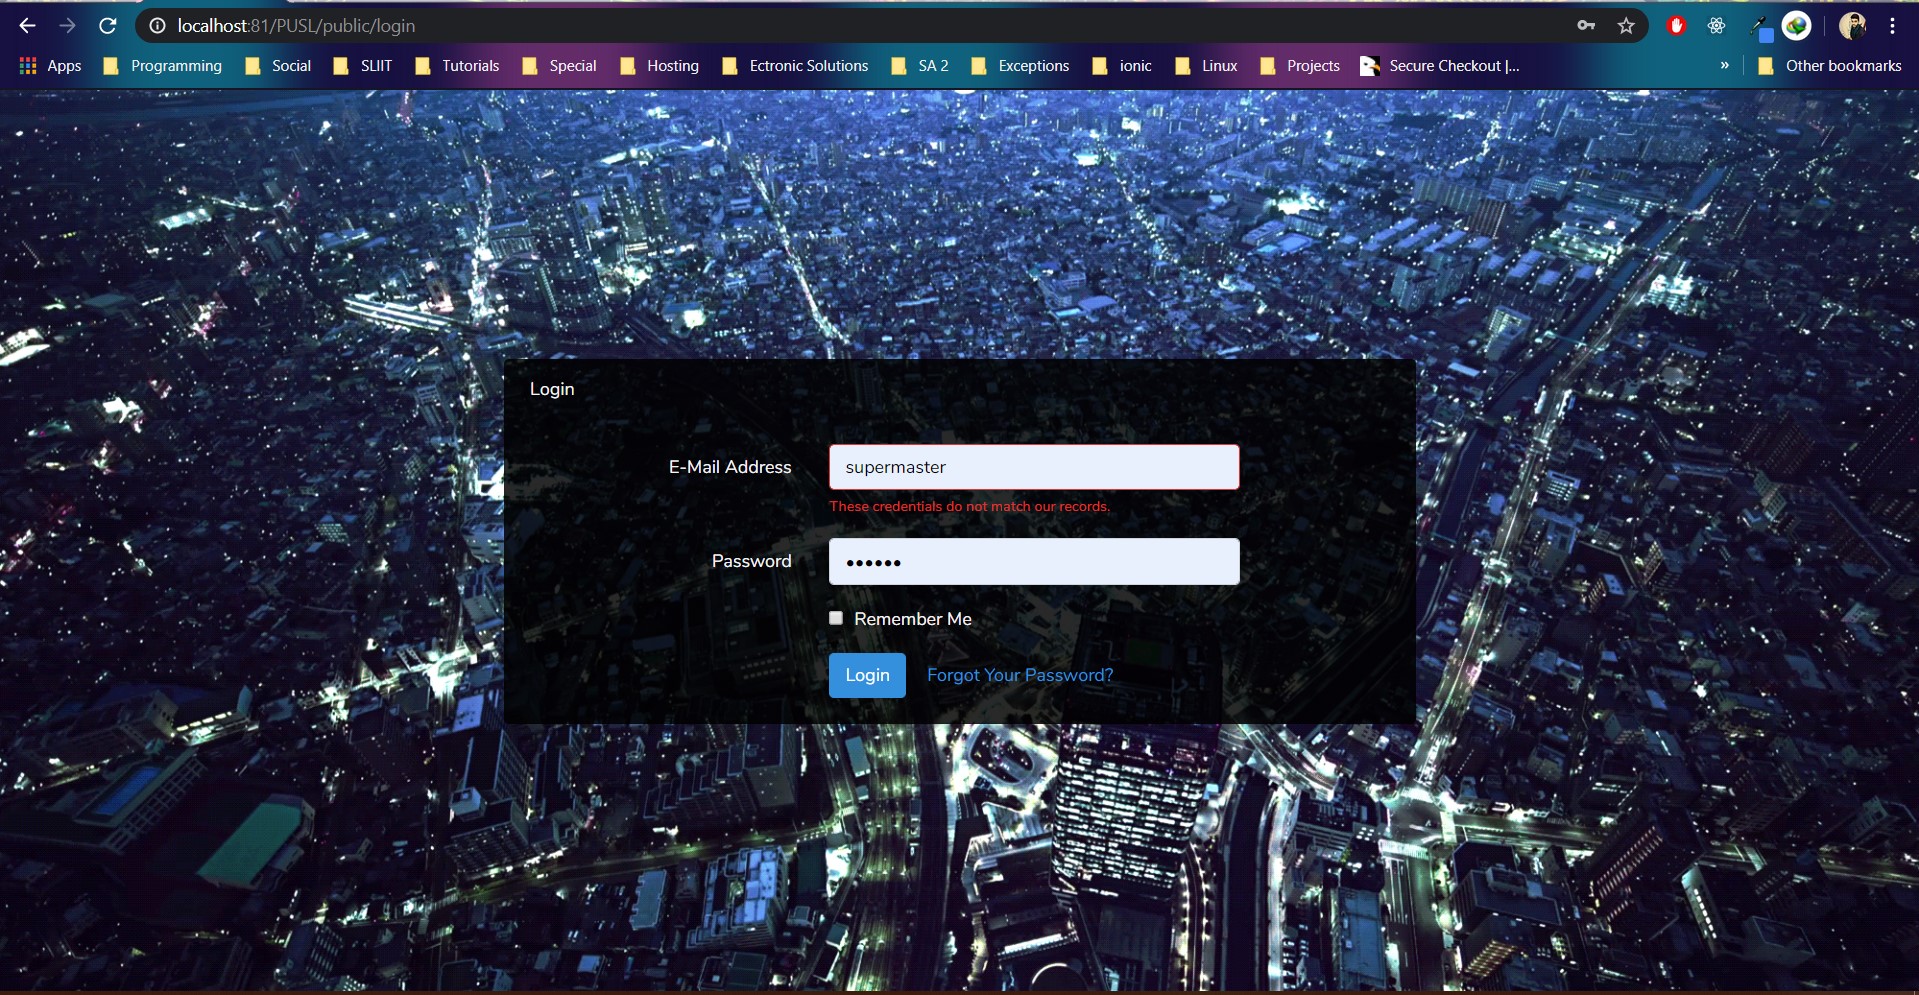 localhost:81/PUSL/public/login
Apps Programming Social SLIIT Tutorials Special Hosting Ectronic Solutions SA 2 Exceptions ionic Linux Projects Secure Checkout |... » Other bookmarks
Login
E-Mail Address supermaster
These credentials do not match our records.
Password ••••••
Remember Me
Login Forgot Your Password?